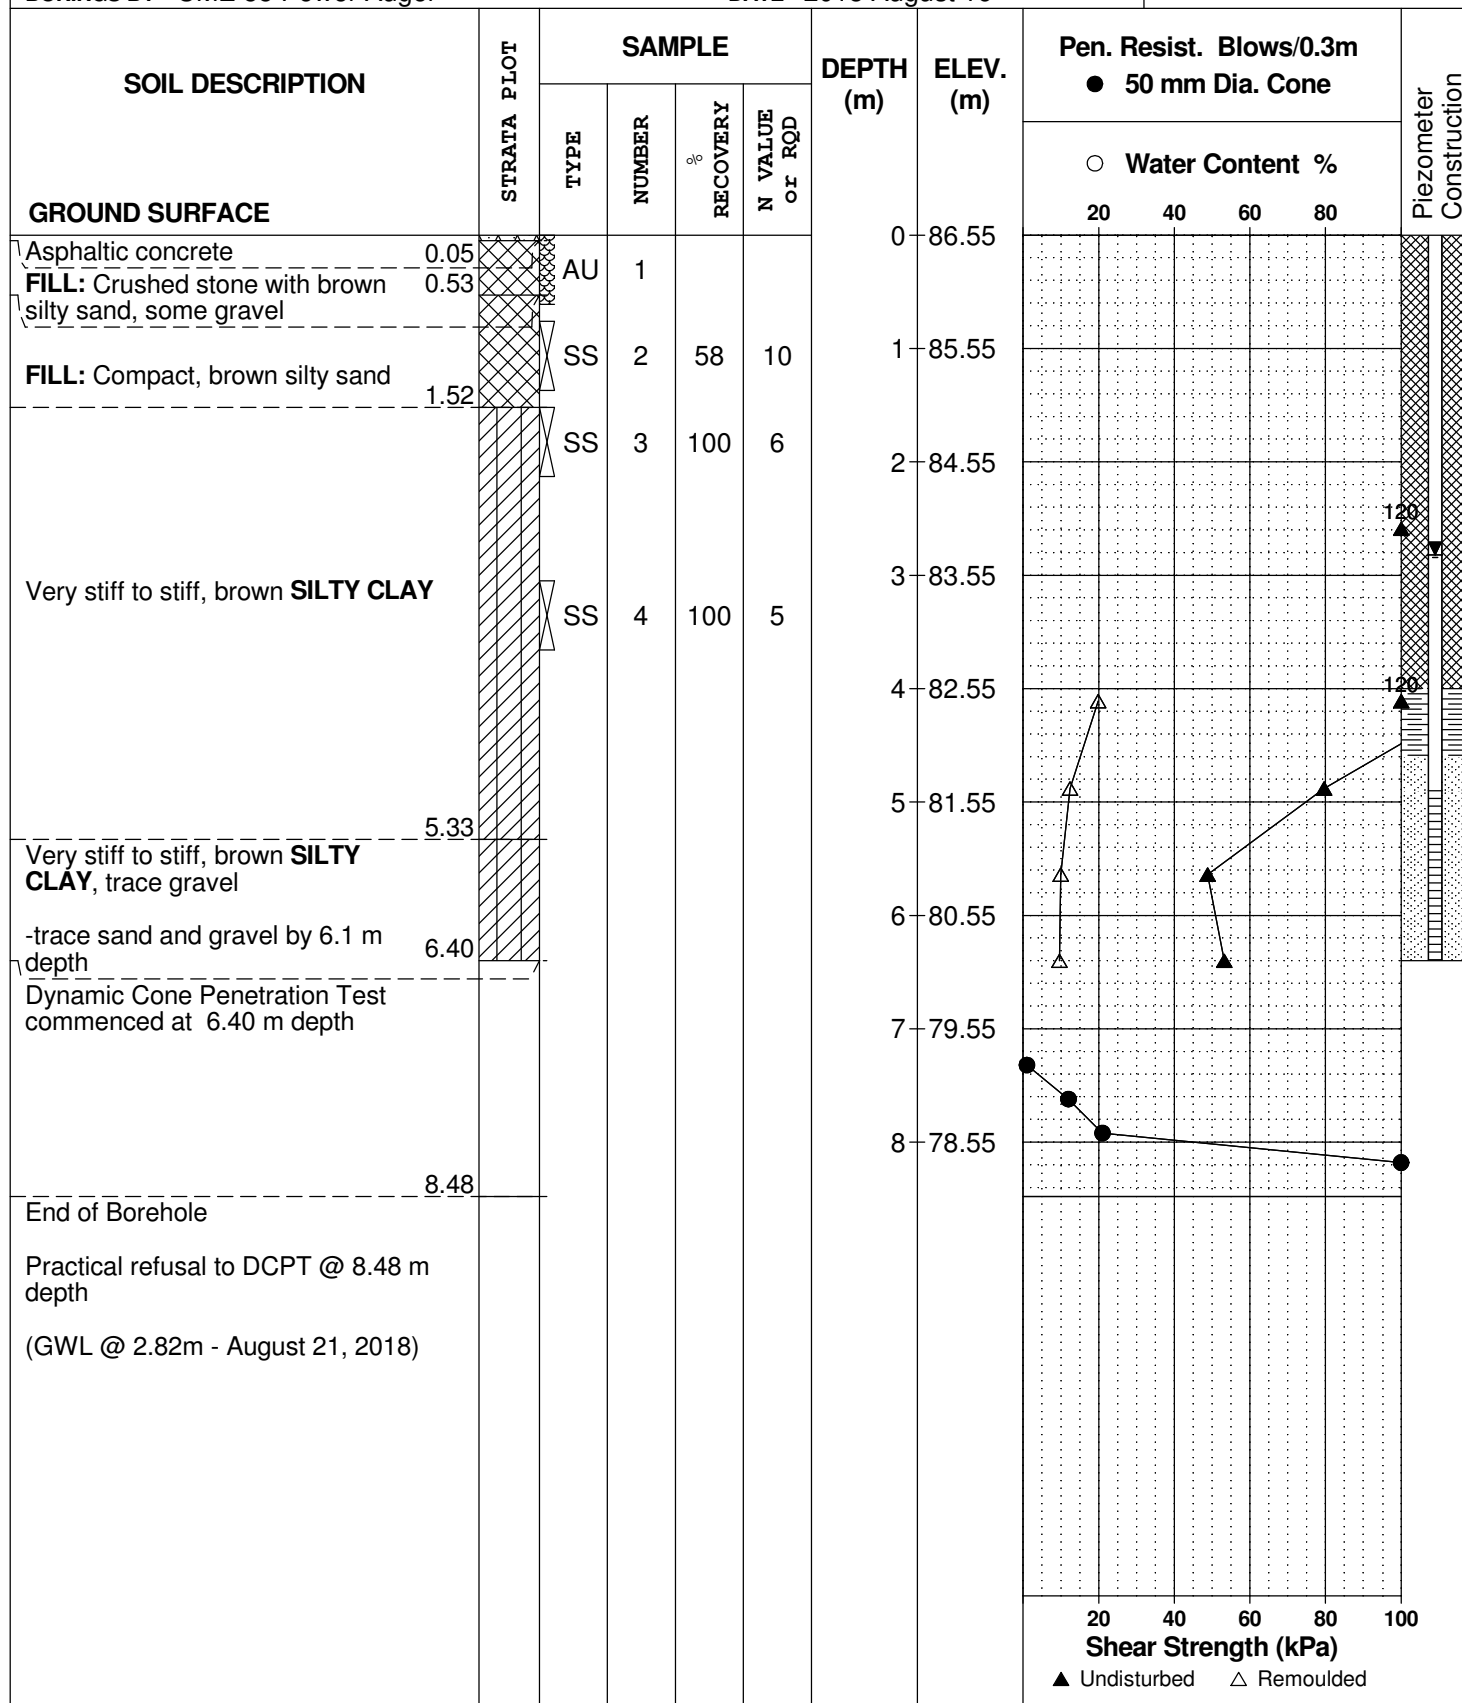 SOIL DESCRIPTION
GROUND SURFACE
STRATA PLOT
SAMPLE
TYPE
NUMBER
% RECOVERY
N VALUE or RQD
DEPTH (m)
ELEV. (m)
Pen. Resist. Blows/0.3m
● 50 mm Dia. Cone
○ Water Content %
20 40 60 80
Piezometer Construction
Asphaltic concrete 0.05
FILL: Crushed stone with brown 0.53
silty sand, some gravel
FILL: Compact, brown silty sand
1.52
Very stiff to stiff, brown SILTY CLAY
5.33
Very stiff to stiff, brown SILTY
CLAY, trace gravel
-trace sand and gravel by 6.1 m 6.40
depth
Dynamic Cone Penetration Test
commenced at 6.40 m depth
8.48
End of Borehole
Practical refusal to DCPT @ 8.48 m
depth
(GWL @ 2.82m - August 21, 2018)
AU 1
SS 2 58 10
SS 3 100 6
SS 4 100 5
0 86.55
1 85.55
2 84.55
3 83.55
4 82.55
5 81.55
6 80.55
7 79.55
8 78.55
120
120
20 40 60 80 100
Shear Strength (kPa)
▲ Undisturbed △ Remoulded